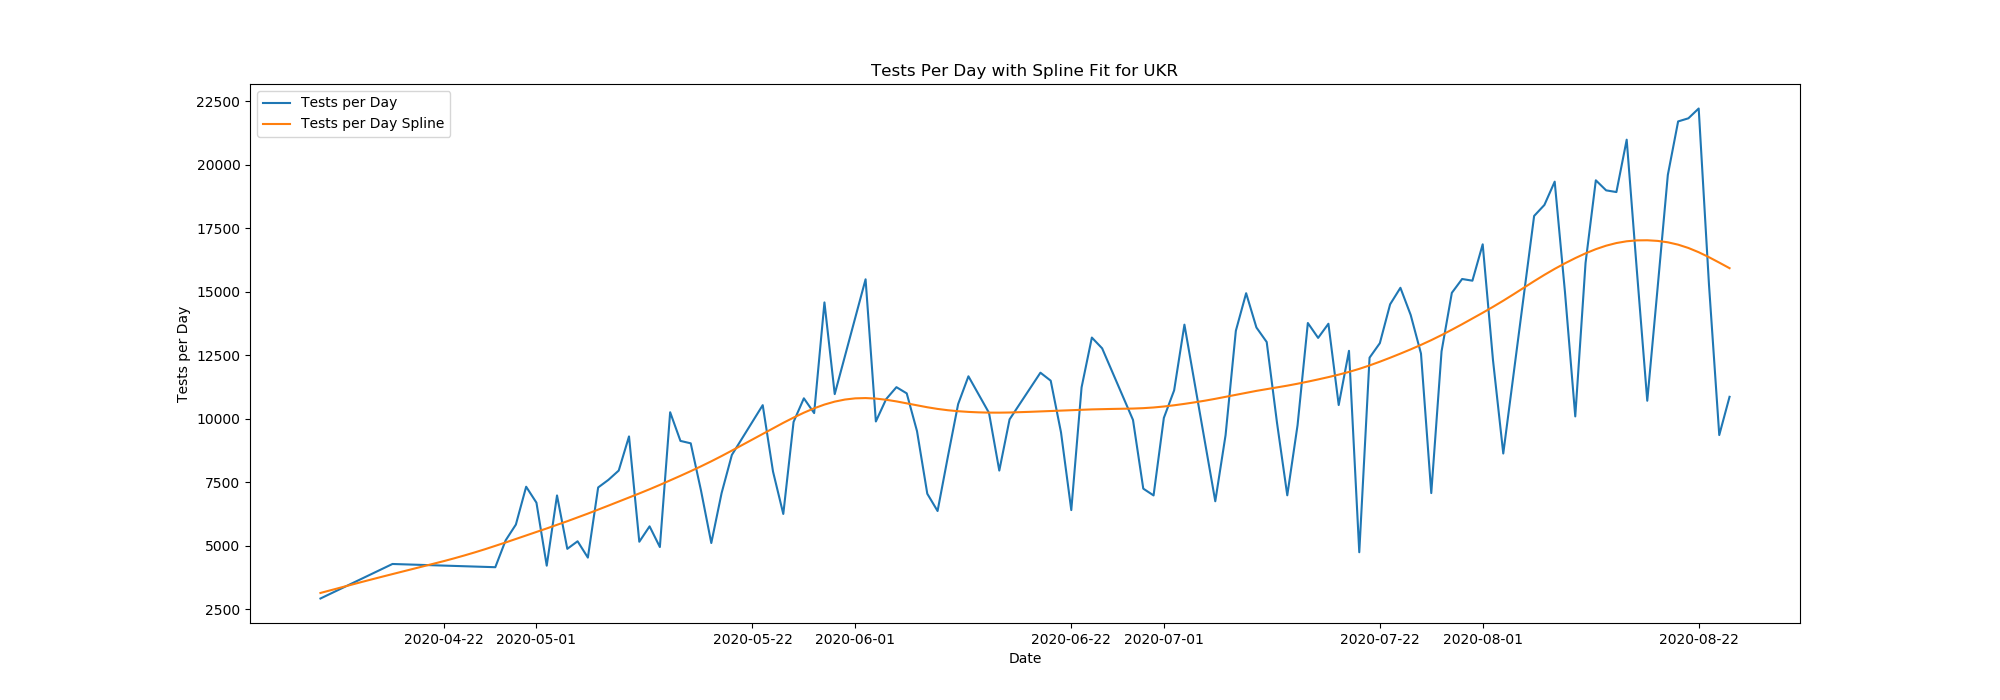 Tests Per Day with Spline Fit for UKR
Tests per Day
Tests per Day Spline
22500
20000
17500
15000
12500
10000
7500
5000
2500
Tests per Day
2020-04-22 2020-05-01 2020-05-22 2020-06-01 2020-06-22 2020-07-01 2020-07-22 2020-08-01 2020-08-22
Date